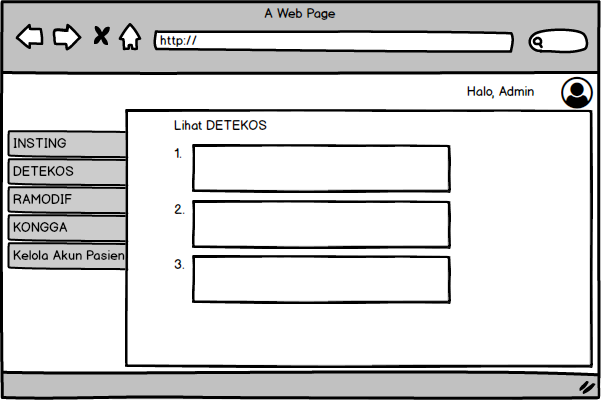 A Web Page
http://
Halo, Admin
Lihat DETEKOS
INSTING
DETEKOS
RAMODIF
KONGGA
Kelola Akun Pasien
1.
2.
3.